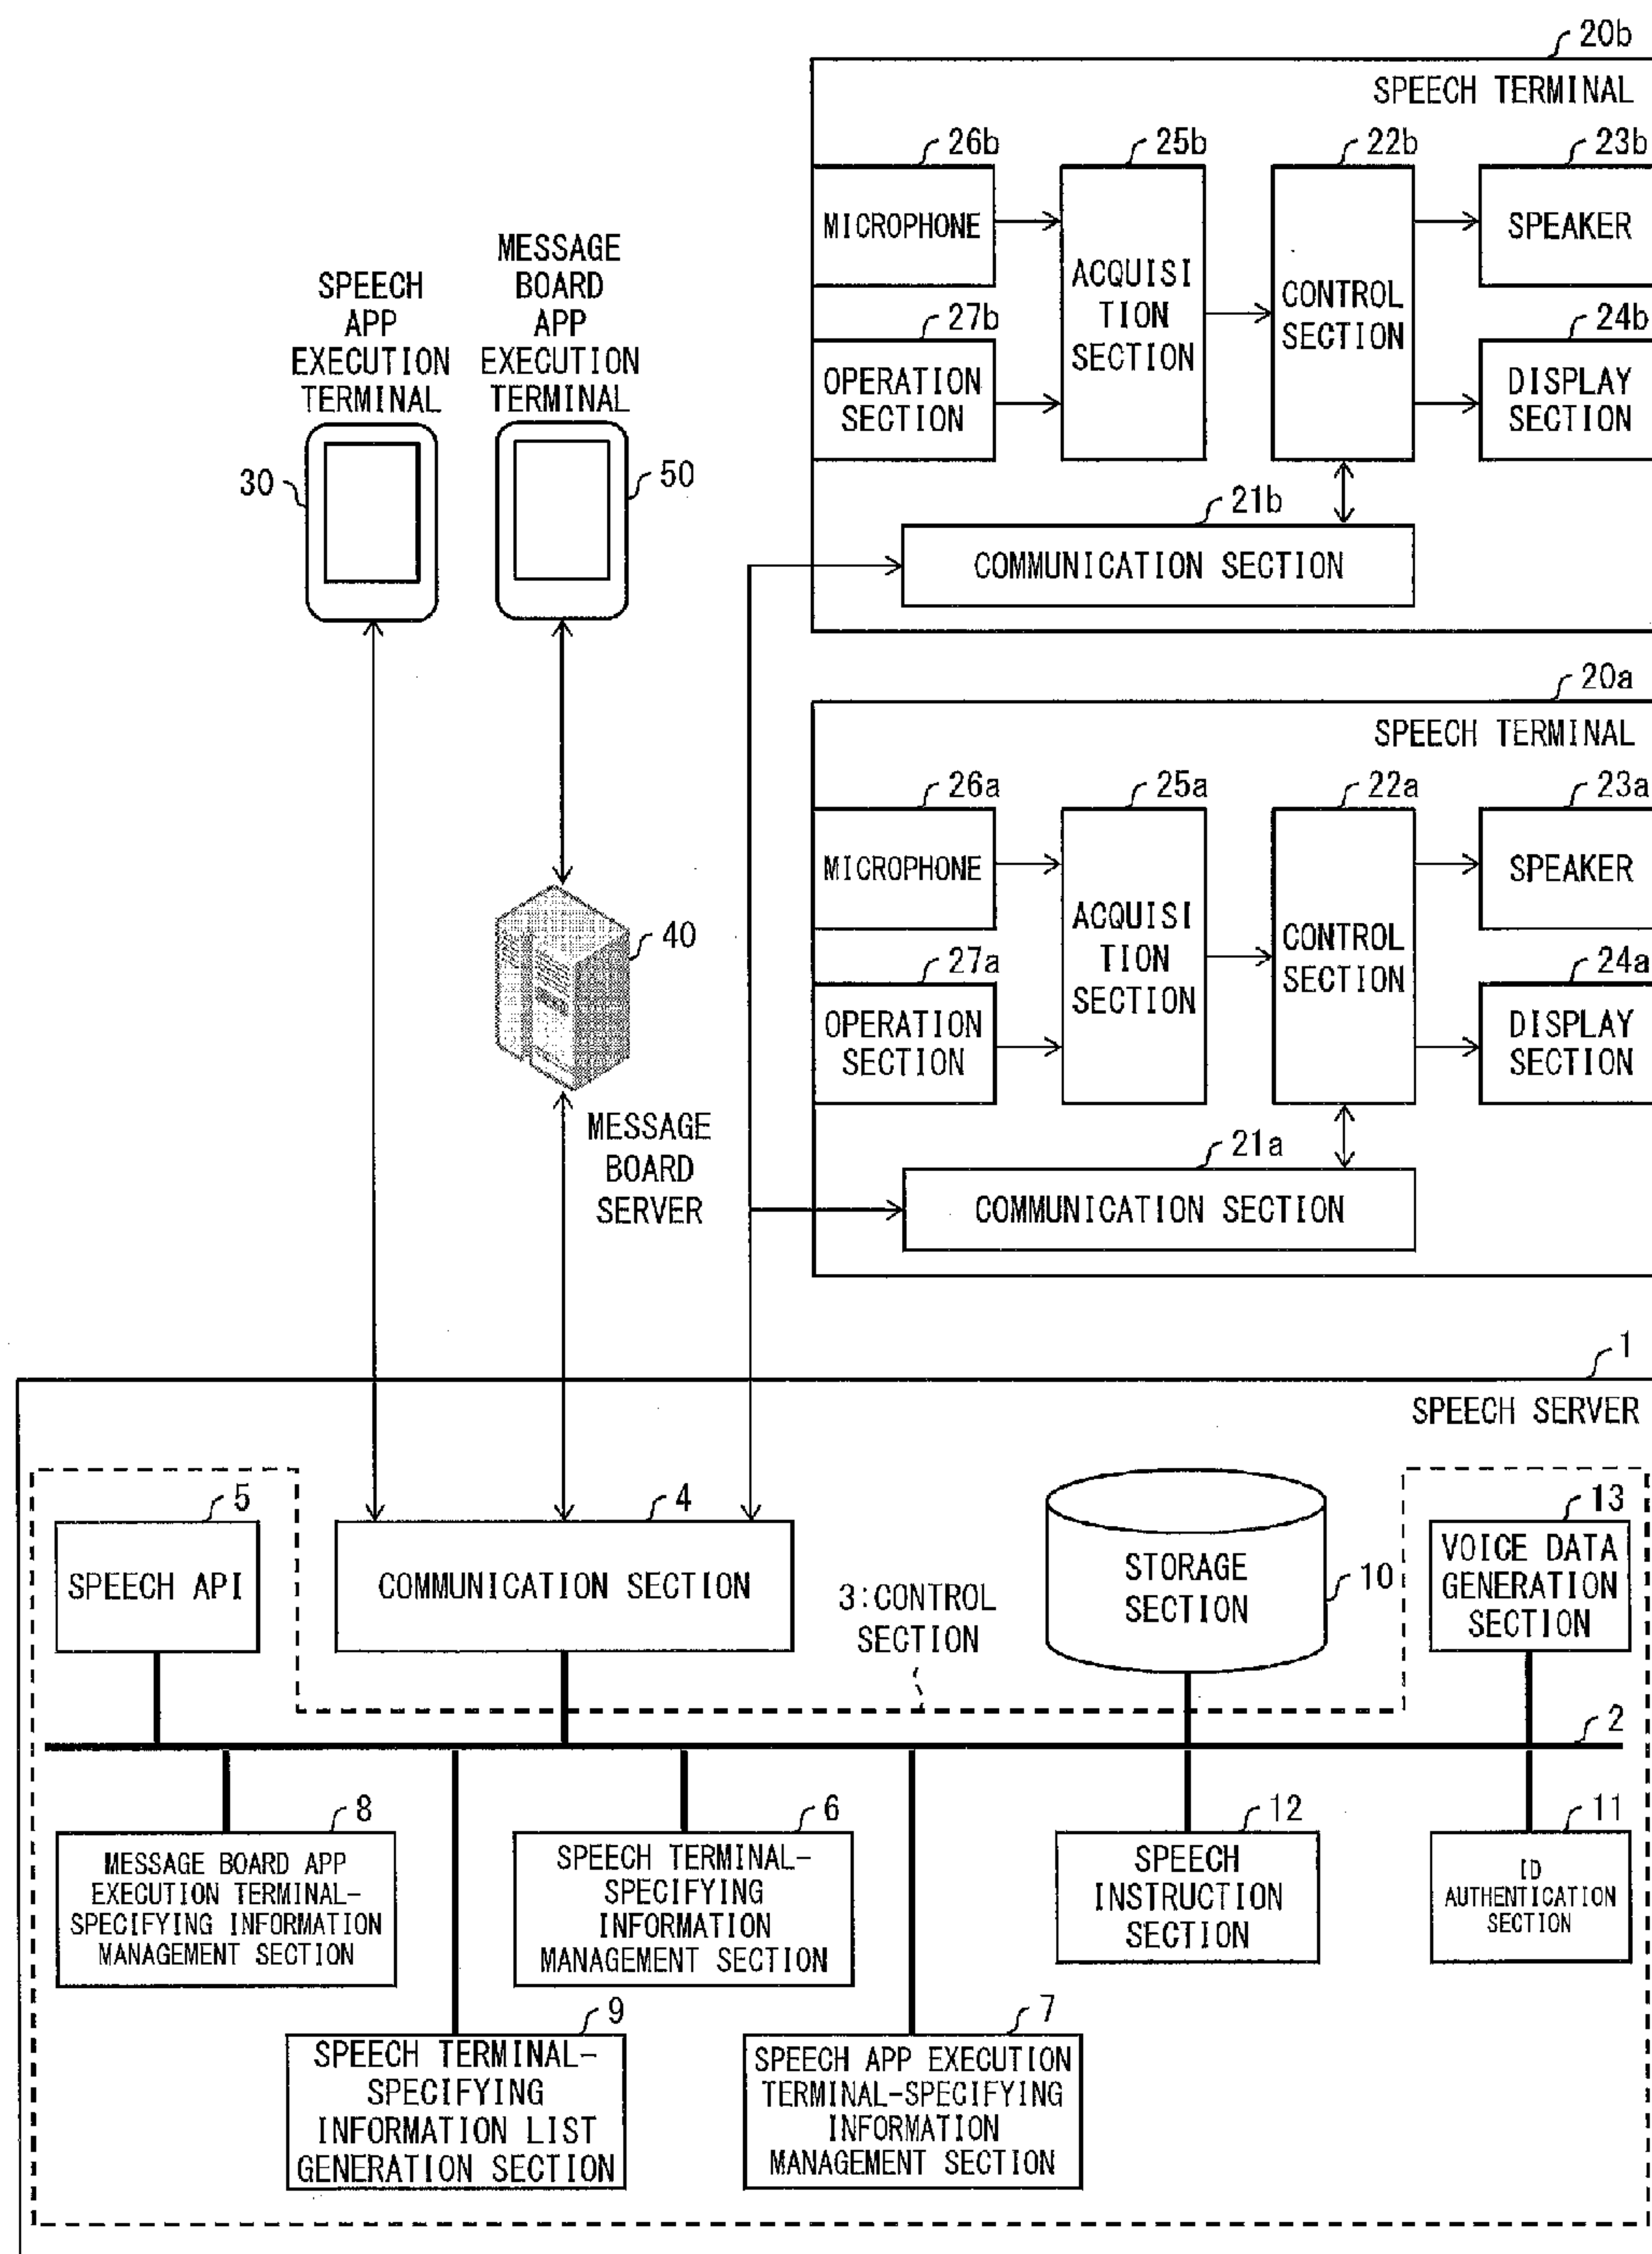 20b
SPEECH TERMINAL
26b
25b
22b
23b
MICROPHONE
ACQUISI
TION
SECTION
CONTROL
SECTION
SPEAKER
27b
24b
OPERATION
SECTION
DISPLAY
SECTION
21b
COMMUNICATION SECTION
SPEECH
APP
EXECUTION
TERMINAL
MESSAGE
BOARD
APP
EXECUTION
TERMINAL
30
50
20a
SPEECH TERMINAL
26a
25a
22a
23a
MICROPHONE
ACQUISI
TION
SECTION
CONTROL
SECTION
SPEAKER
27a
24a
OPERATION
SECTION
DISPLAY
SECTION
21a
COMMUNICATION SECTION
40
MESSAGE
BOARD
SERVER
1
SPEECH SERVER
5
SPEECH API
4
COMMUNICATION SECTION
3:CONTROL
SECTION
STORAGE
SECTION
10
13
VOICE DATA
GENERATION
SECTION
2
8
MESSAGE BOARD APP
EXECUTION TERMINAL-
SPECIFYING INFORMATION
MANAGEMENT SECTION
6
SPEECH TERMINAL-
SPECIFYING
INFORMATION
MANAGEMENT SECTION
12
SPEECH
INSTRUCTION
SECTION
11
ID
AUTHENTICATION
SECTION
9
SPEECH TERMINAL-
SPECIFYING
INFORMATION LIST
GENERATION SECTION
7
SPEECH APP EXECUTION
TERMINAL-SPECIFYING
INFORMATION
MANAGEMENT SECTION